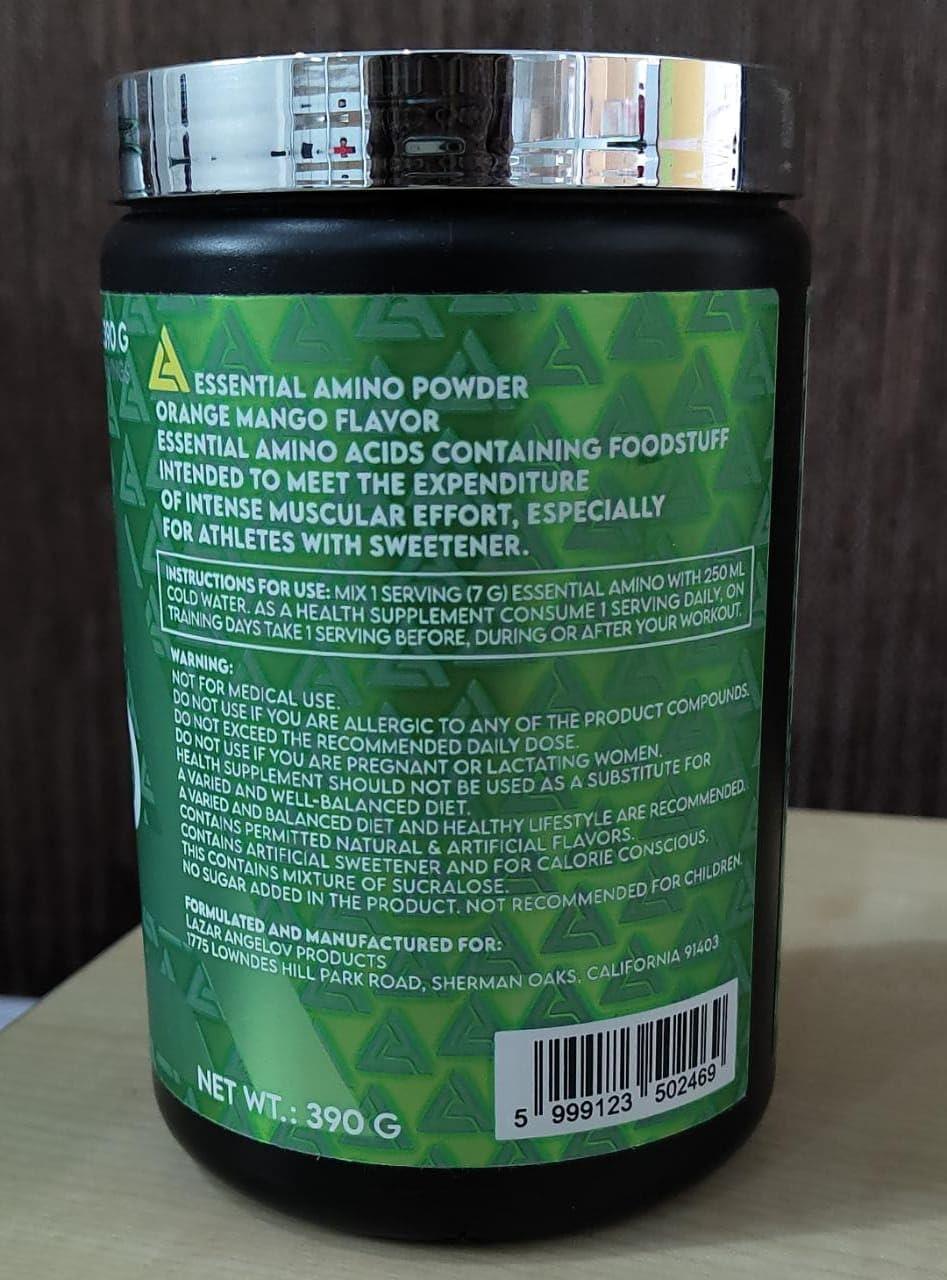 390 G
ESSENTIAL AMINO POWDER
ORANGE MANGO FLAVOR
ESSENTIAL AMINO ACIDS CONTAINING FOODSTUFF
INTENDED TO MEET THE EXPENDITURE
OF INTENSE MUSCULAR EFFORT, ESPECIALLY
FOR ATHLETES WITH SWEETENER.
INSTRUCTIONS FOR USE: MIX 1 SERVING (7 G) ESSENTIAL AMINO WITH 250 ML
COLD WATER. AS A HEALTH SUPPLEMENT CONSUME 1 SERVING DAILY, ON
TRAINING DAYS TAKE 1 SERVING BEFORE, DURING OR AFTER YOUR WORKOUT.
WARNING:
NOT FOR MEDICAL USE.
DO NOT USE IF YOU ARE ALLERGIC TO ANY OF THE PRODUCT COMPOUNDS.
DO NOT EXCEED THE RECOMMENDED DAILY DOSE.
DO NOT USE IF YOU ARE PREGNANT OR LACTATING WOMEN.
HEALTH SUPPLEMENT SHOULD NOT BE USED AS A SUBSTITUTE FOR
A VARIED AND WELL-BALANCED DIET.
A VARIED AND BALANCED DIET AND HEALTHY LIFESTYLE ARE RECOMMENDED.
CONTAINS PERMITTED NATURAL & ARTIFICIAL FLAVORS.
CONTAINS ARTIFICIAL SWEETENER AND FOR CALORIE CONSCIOUS.
THIS CONTAINS MIXTURE OF SUCRALOSE.
NO SUGAR ADDED IN THE PRODUCT. NOT RECOMMENDED FOR CHILDREN.
FORMULATED AND MANUFACTURED FOR:
LAZAR ANGELOV PRODUCTS
1775 LOWNDES HILL PARK ROAD, SHERMAN OAKS, CALIFORNIA 91403
NET WT.: 390 G
5 999123 502469